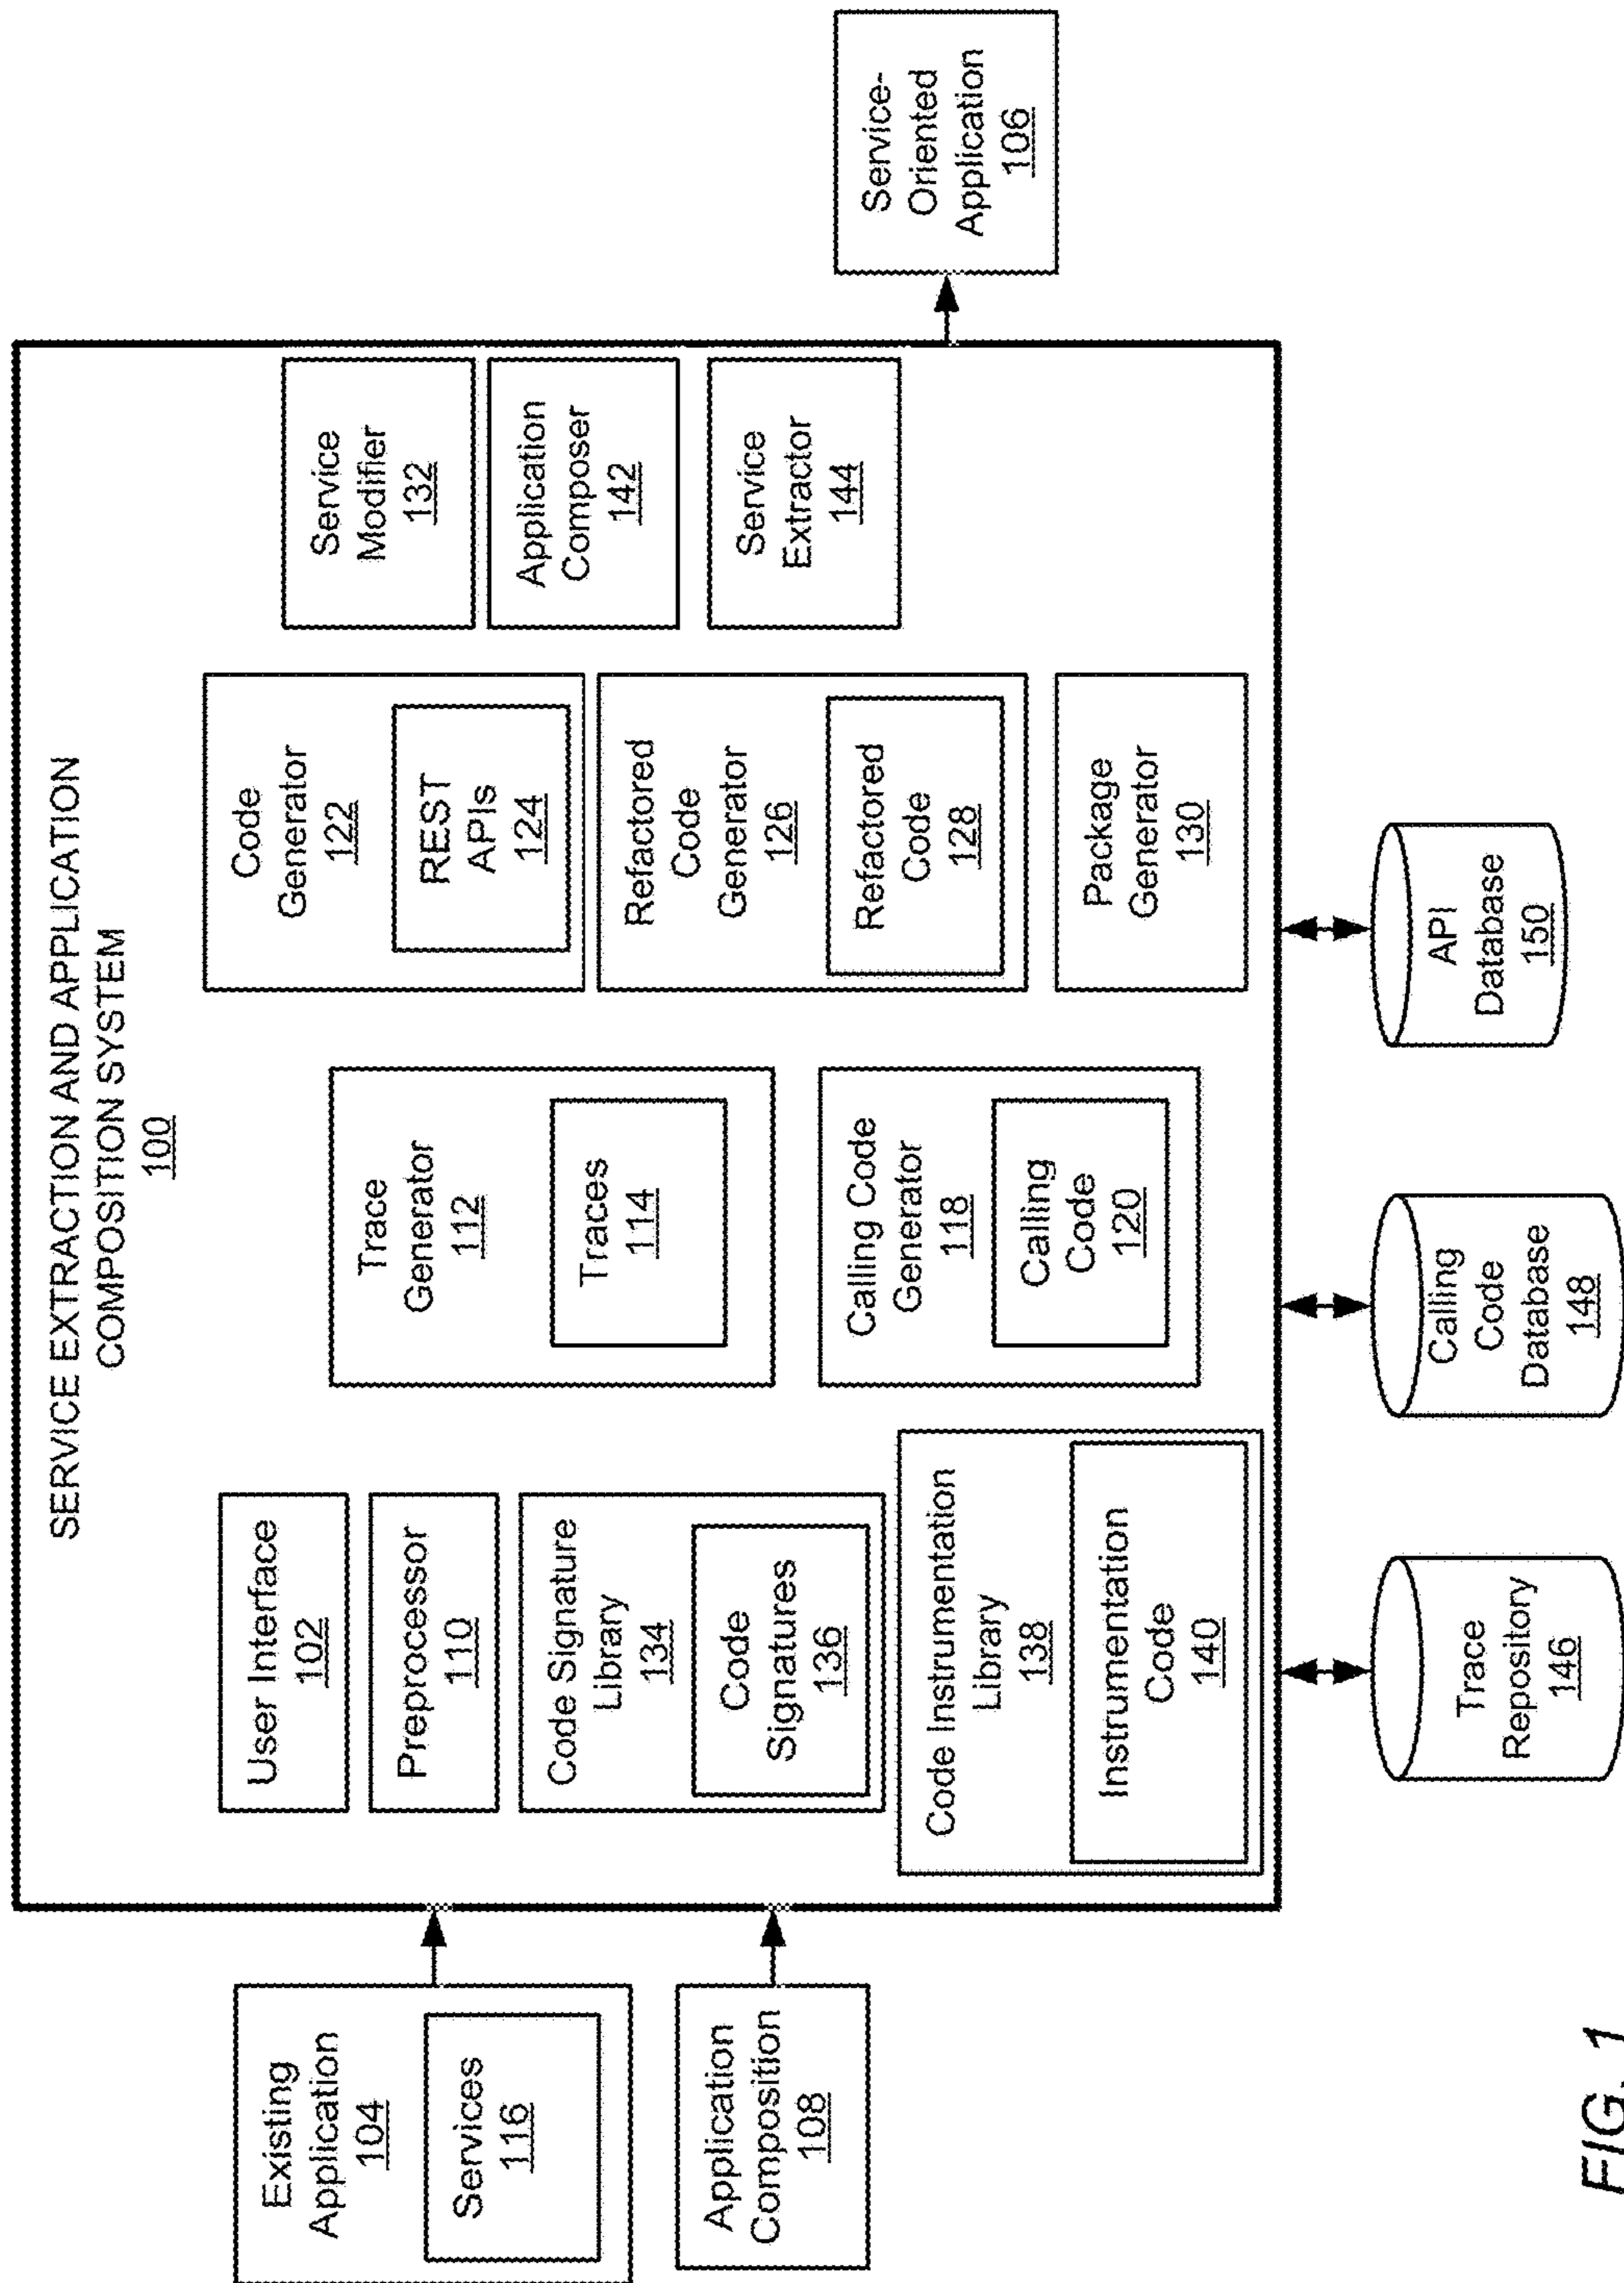 SERVICE EXTRACTION AND APPLICATION
COMPOSITION SYSTEM
100
Existing
Application
104
Services
116
Application
Composition
108
User Interface
102
Preprocessor
110
Code Signature
Library
134
Code
Signatures
136
Code Instrumentation
Library
138
Instrumentation
Code
140
Trace
Generator
112
Traces
114
Calling Code
Generator
118
Calling
Code
120
Code
Generator
122
REST
APIs
124
Refactored
Code
Generator
126
Refactored
Code
128
Package
Generator
130
Service
Modifier
132
Application
Composer
142
Service
Extractor
144
Service-
Oriented
Application
106
Trace
Repository
146
Calling
Code
Database
148
API
Database
150
FIG. 1